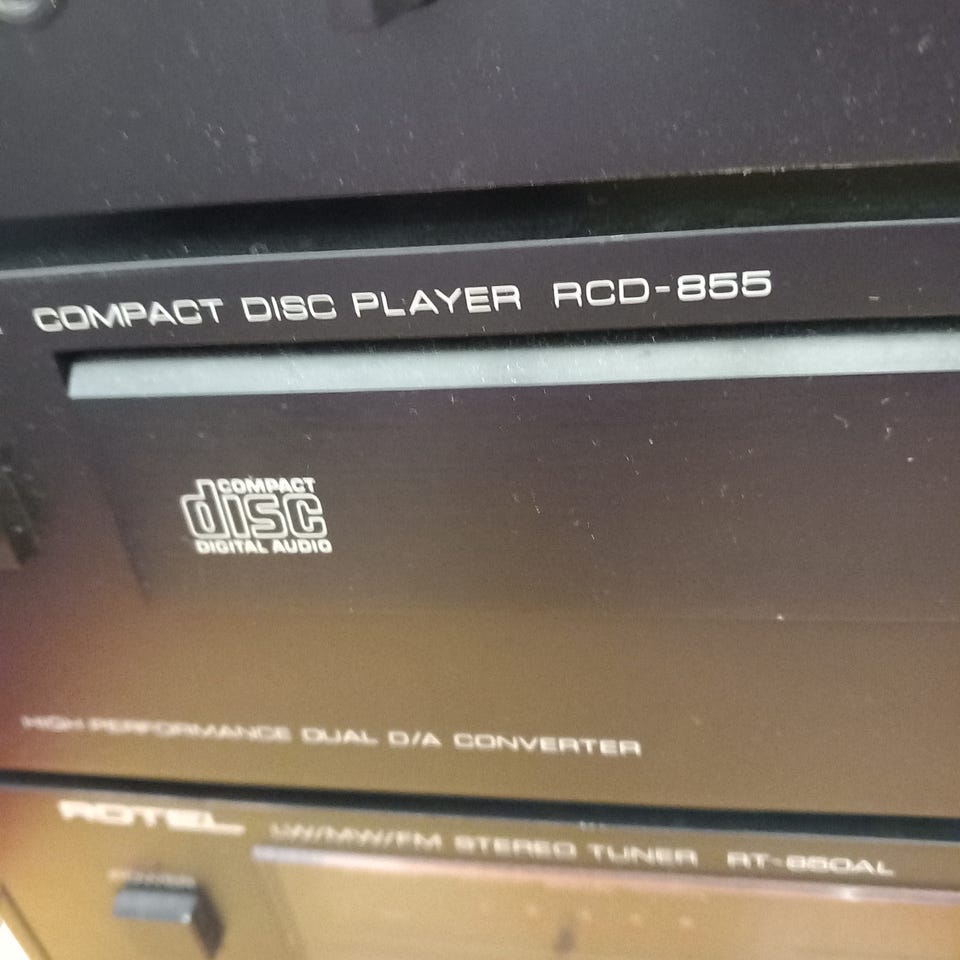 COMPACT DISC PLAYER RCD-855
COMPACT
disc
DIGITAL AUDIO
HIGH PERFORMANCE DUAL D/A CONVERTER
ROTEL LW/MW/FM STEREO TUNER RT-850AL
POWER